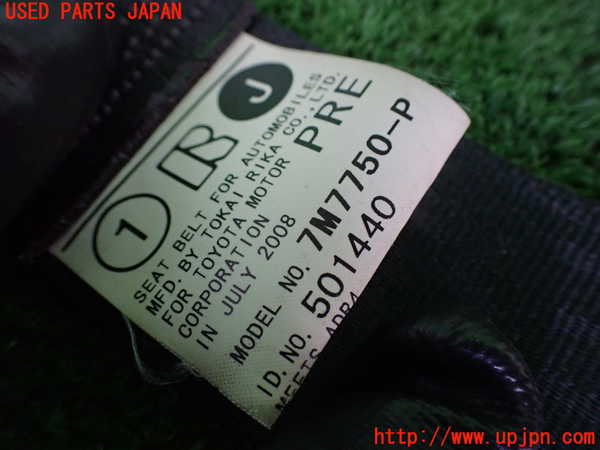 USED PARTS JAPAN
J
1
SEAT BELT FOR AUTOMOBILES
MFD. BY TOKAI RIKA CO.,LTD.
FOR TOYOTA MOTOR
CORPORATION
PRE
IN JULY 2008
MODEL NO. 7M7750-P
ID.NO. 501440
MEETS ADR4
http://www.upjpn.com/